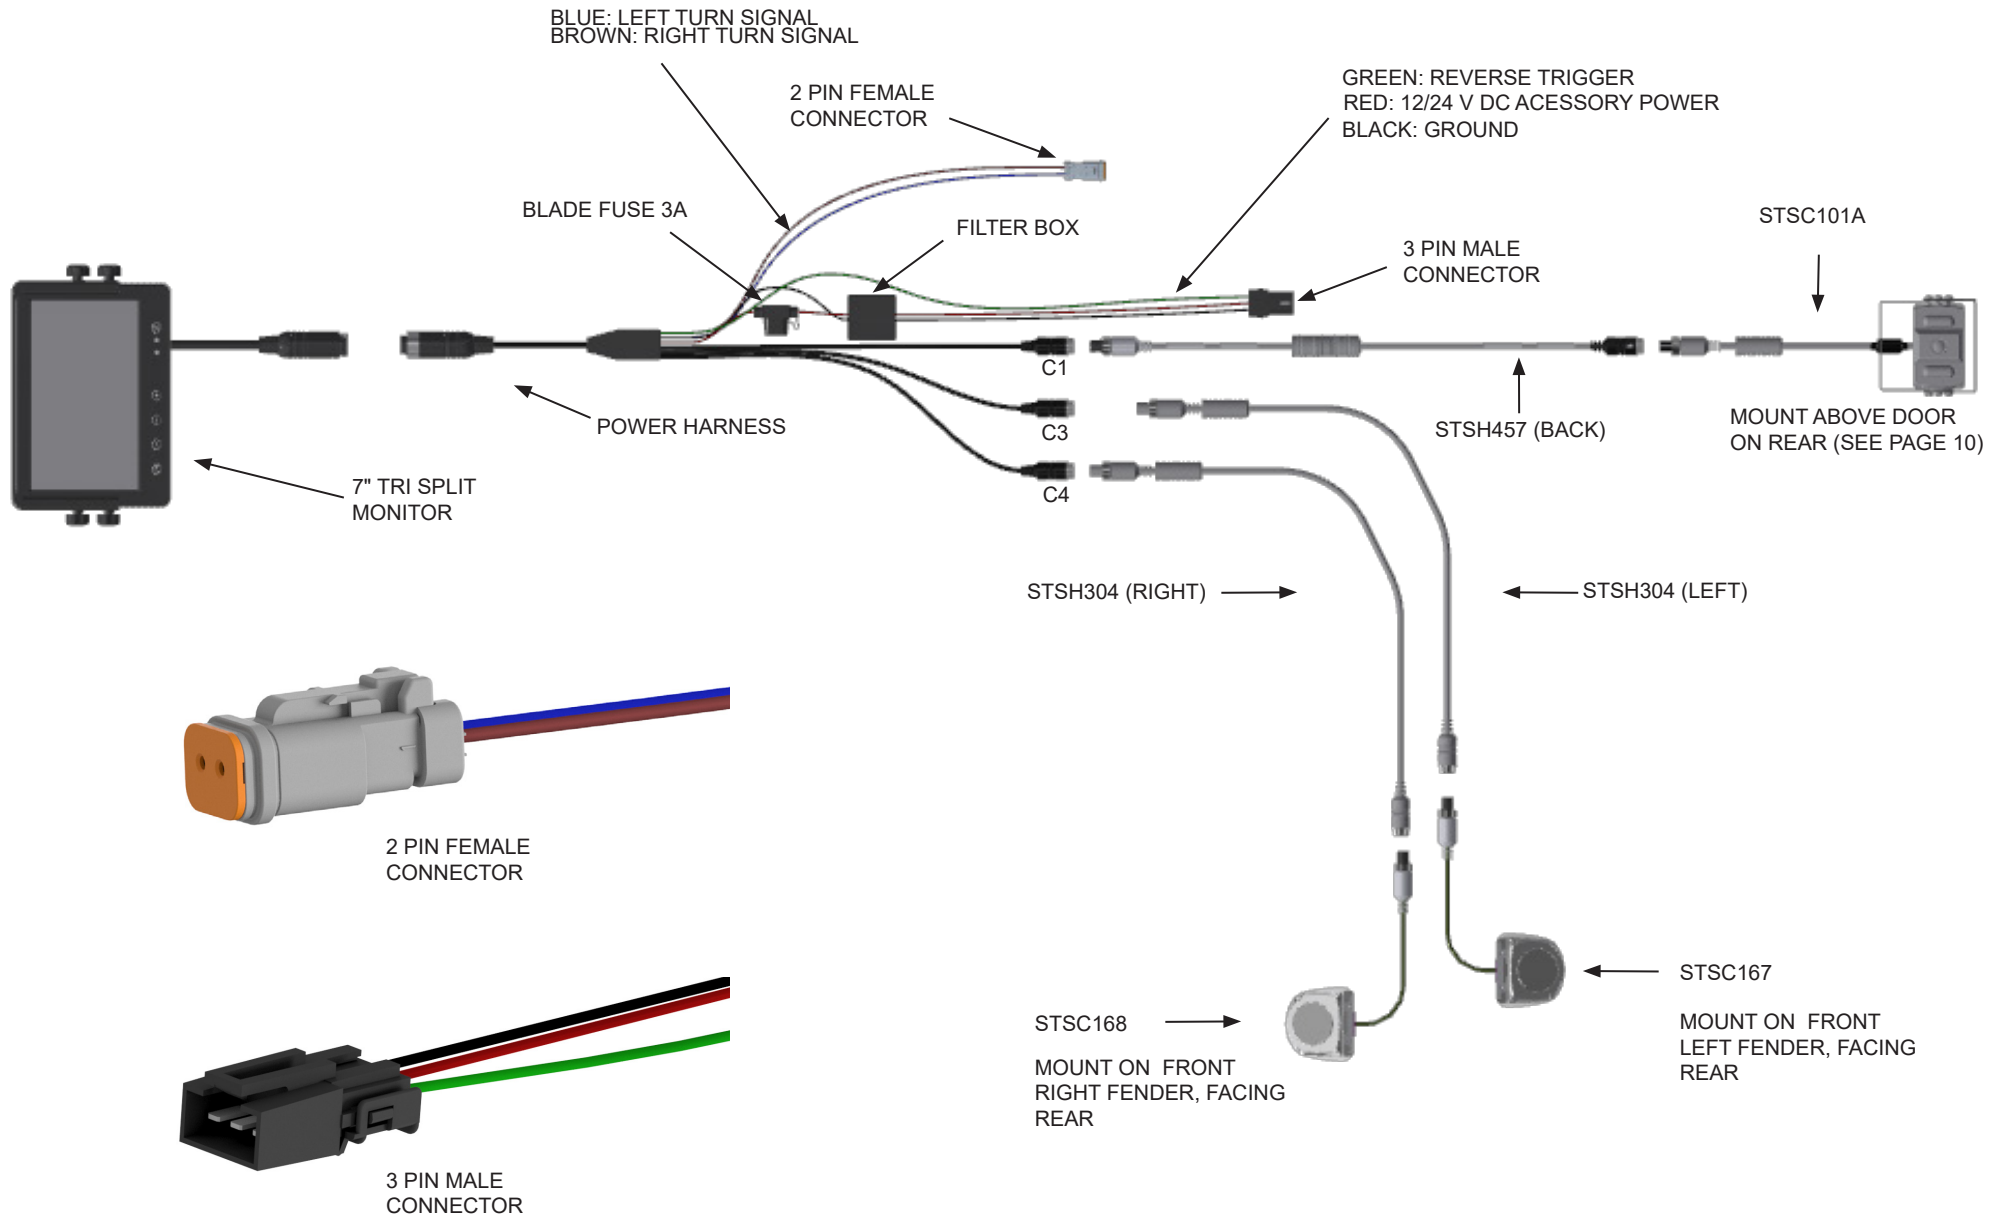 BLUE: LEFT TURN SIGNAL
BROWN: RIGHT TURN SIGNAL
2 PIN FEMALE
CONNECTOR
GREEN: REVERSE TRIGGER
RED: 12/24 V DC ACESSORY POWER
BLACK: GROUND
BLADE FUSE 3A
FILTER BOX
3 PIN MALE
CONNECTOR
STSC101A
C1
C3
C4
POWER HARNESS
STSH457 (BACK)
MOUNT ABOVE DOOR
ON REAR (SEE PAGE 10)
7" TRI SPLIT
MONITOR
STSH304 (RIGHT)
STSH304 (LEFT)
2 PIN FEMALE
CONNECTOR
STSC167
MOUNT ON  FRONT
LEFT FENDER, FACING
REAR
STSC168
MOUNT ON  FRONT
RIGHT FENDER, FACING
REAR
3 PIN MALE
CONNECTOR